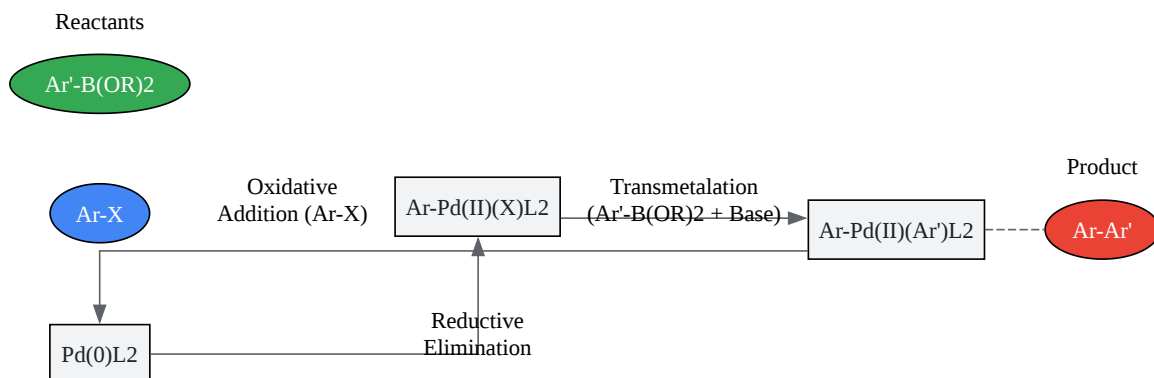 Reactants
Ar'-B(OR)2
Ar-X
Oxidative
Addition (Ar-X)
Ar-Pd(II)(X)L2
Transmetalation
(Ar'-B(OR)2 + Base)
Ar-Pd(II)(Ar')L2
Product
Ar-Ar'
Reductive
Elimination
Pd(0)L2